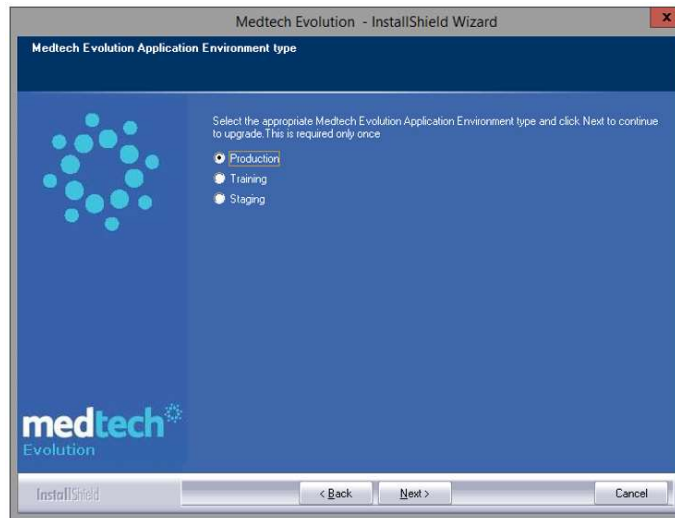 Medtech Evolution - InstallShield Wizard
x
Medtech Evolution Application Environment type
Select the appropriate Medtech Evolution Application Environment type and click Next to continue
to upgrade.This is required only once
Production
Training
Staging
medtech
Evolution
InstallShield
< Back
Next >
Cancel